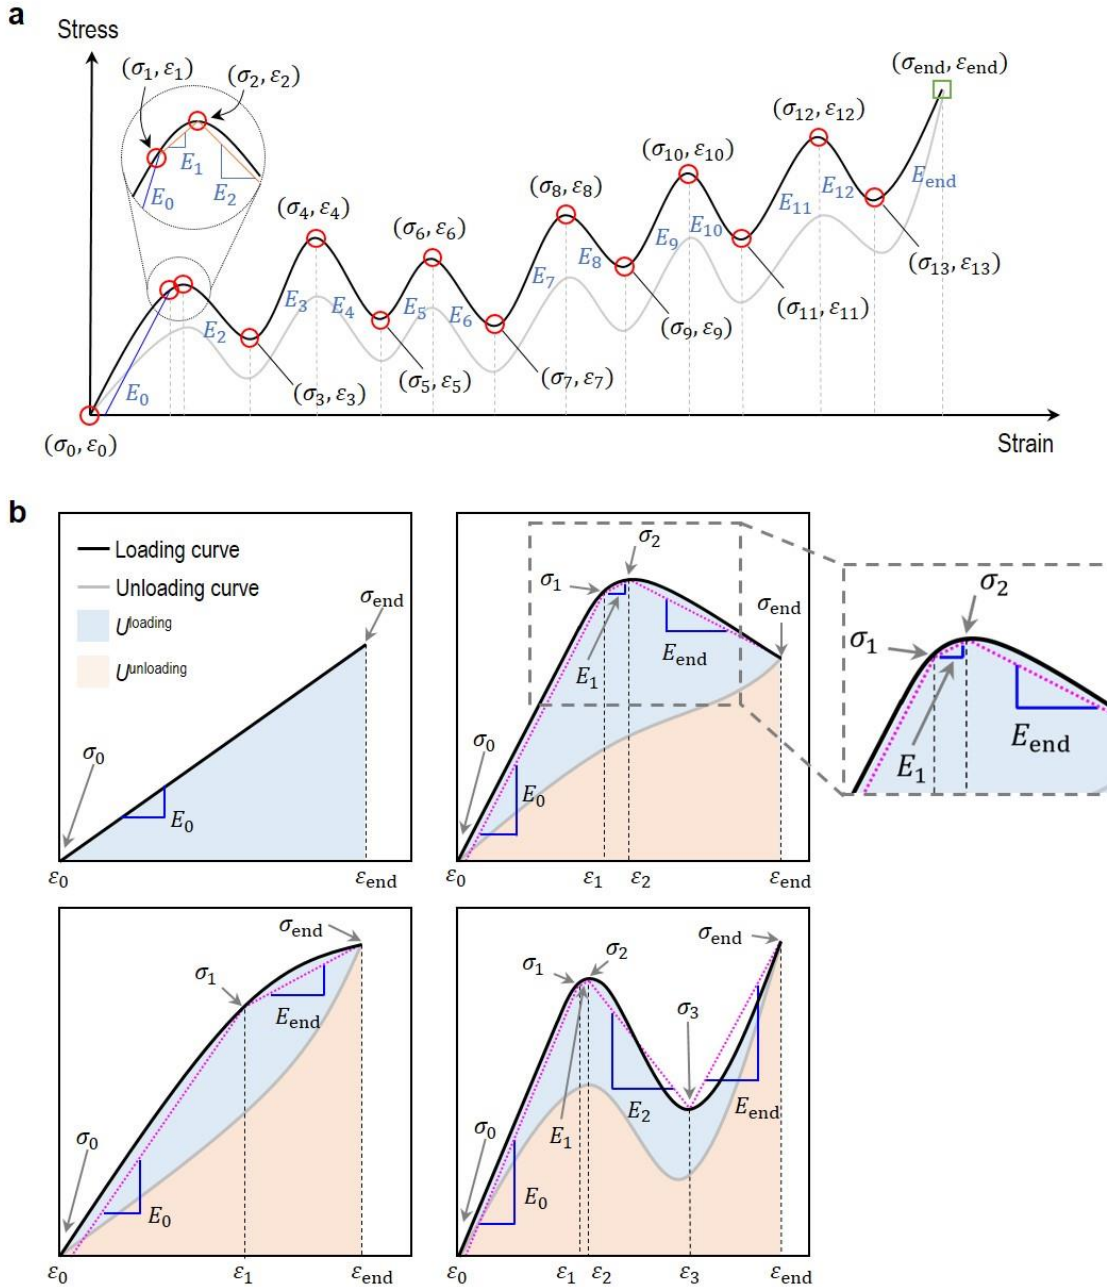 a
Stress
(σ₁, ε₁)
(σ₂, ε₂)
E₁
E₂
E₀
(σ₄, ε₄)
(σ₆, ε₆)
(σ₈, ε₈)
(σ₁₀, ε₁₀)
(σ₁₂, ε₁₂)
(σend, εend)
E₀
E₂
E₃
E₄
E₅
E₆
E₇
E₈
E₉
E₁₀
E₁₁
E₁₂
Eend
(σ₃, ε₃)
(σ₅, ε₅)
(σ₇, ε₇)
(σ₉, ε₉)
(σ₁₁, ε₁₁)
(σ₁₃, ε₁₃)
(σ₀, ε₀)
Strain
b
Loading curve
Unloading curve
Uloading
Uunloading
σend
σ₀
E₀
ε₀
εend
σ₂
σ₁
σend
E₁
Eend
σ₀
E₀
ε₀
ε₁
ε₂
εend
σ₂
σ₁
E₁
Eend
σend
σ₁
Eend
σ₀
E₀
ε₀
ε₁
εend
σend
σ₁
σ₂
σ₃
σ₀
E₁
E₂
Eend
E₀
ε₀
ε₁
ε₂
ε₃
εend